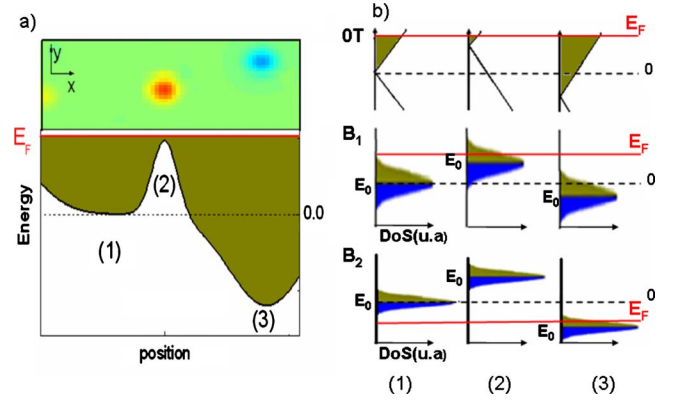 a)
y
x
E_F
Energy
(1)
(2)
(3)
0.0
position
b)
0T
E_F
0
B_1
E_F
E_0
E_0
E_0
0
DoS(u.a)
B_2
E_0
E_0
E_0
0
E_F
DoS(u.a)
(1) (2) (3)